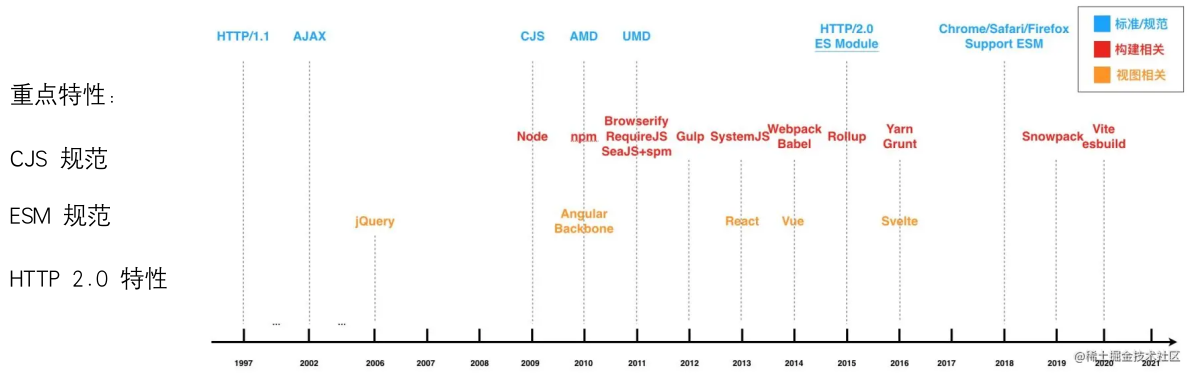 HTTP/1.1
AJAX
CJS
AMD
UMD
HTTP/2.0
ES Module
Chrome/Safari/Firefox
Support ESM
标准/规范
构建相关
视图相关
重点特性:
CJS 规范
ESM 规范
HTTP 2.0 特性
Node
npm
Browserify
RequireJS
SeaJS+spm
Gulp
SystemJS
Webpack
Babel
Rollup
Yarn
Grunt
Snowpack
Vite
esbuild
jQuery
Angular
Backbone
React
Vue
Svelte
...
...
1997
2002
2006
2007
2008
2009
2010
2011
2012
2013
2014
2015
2016
2017
2018
2019
2020
2021
@稀土掘金技术社区